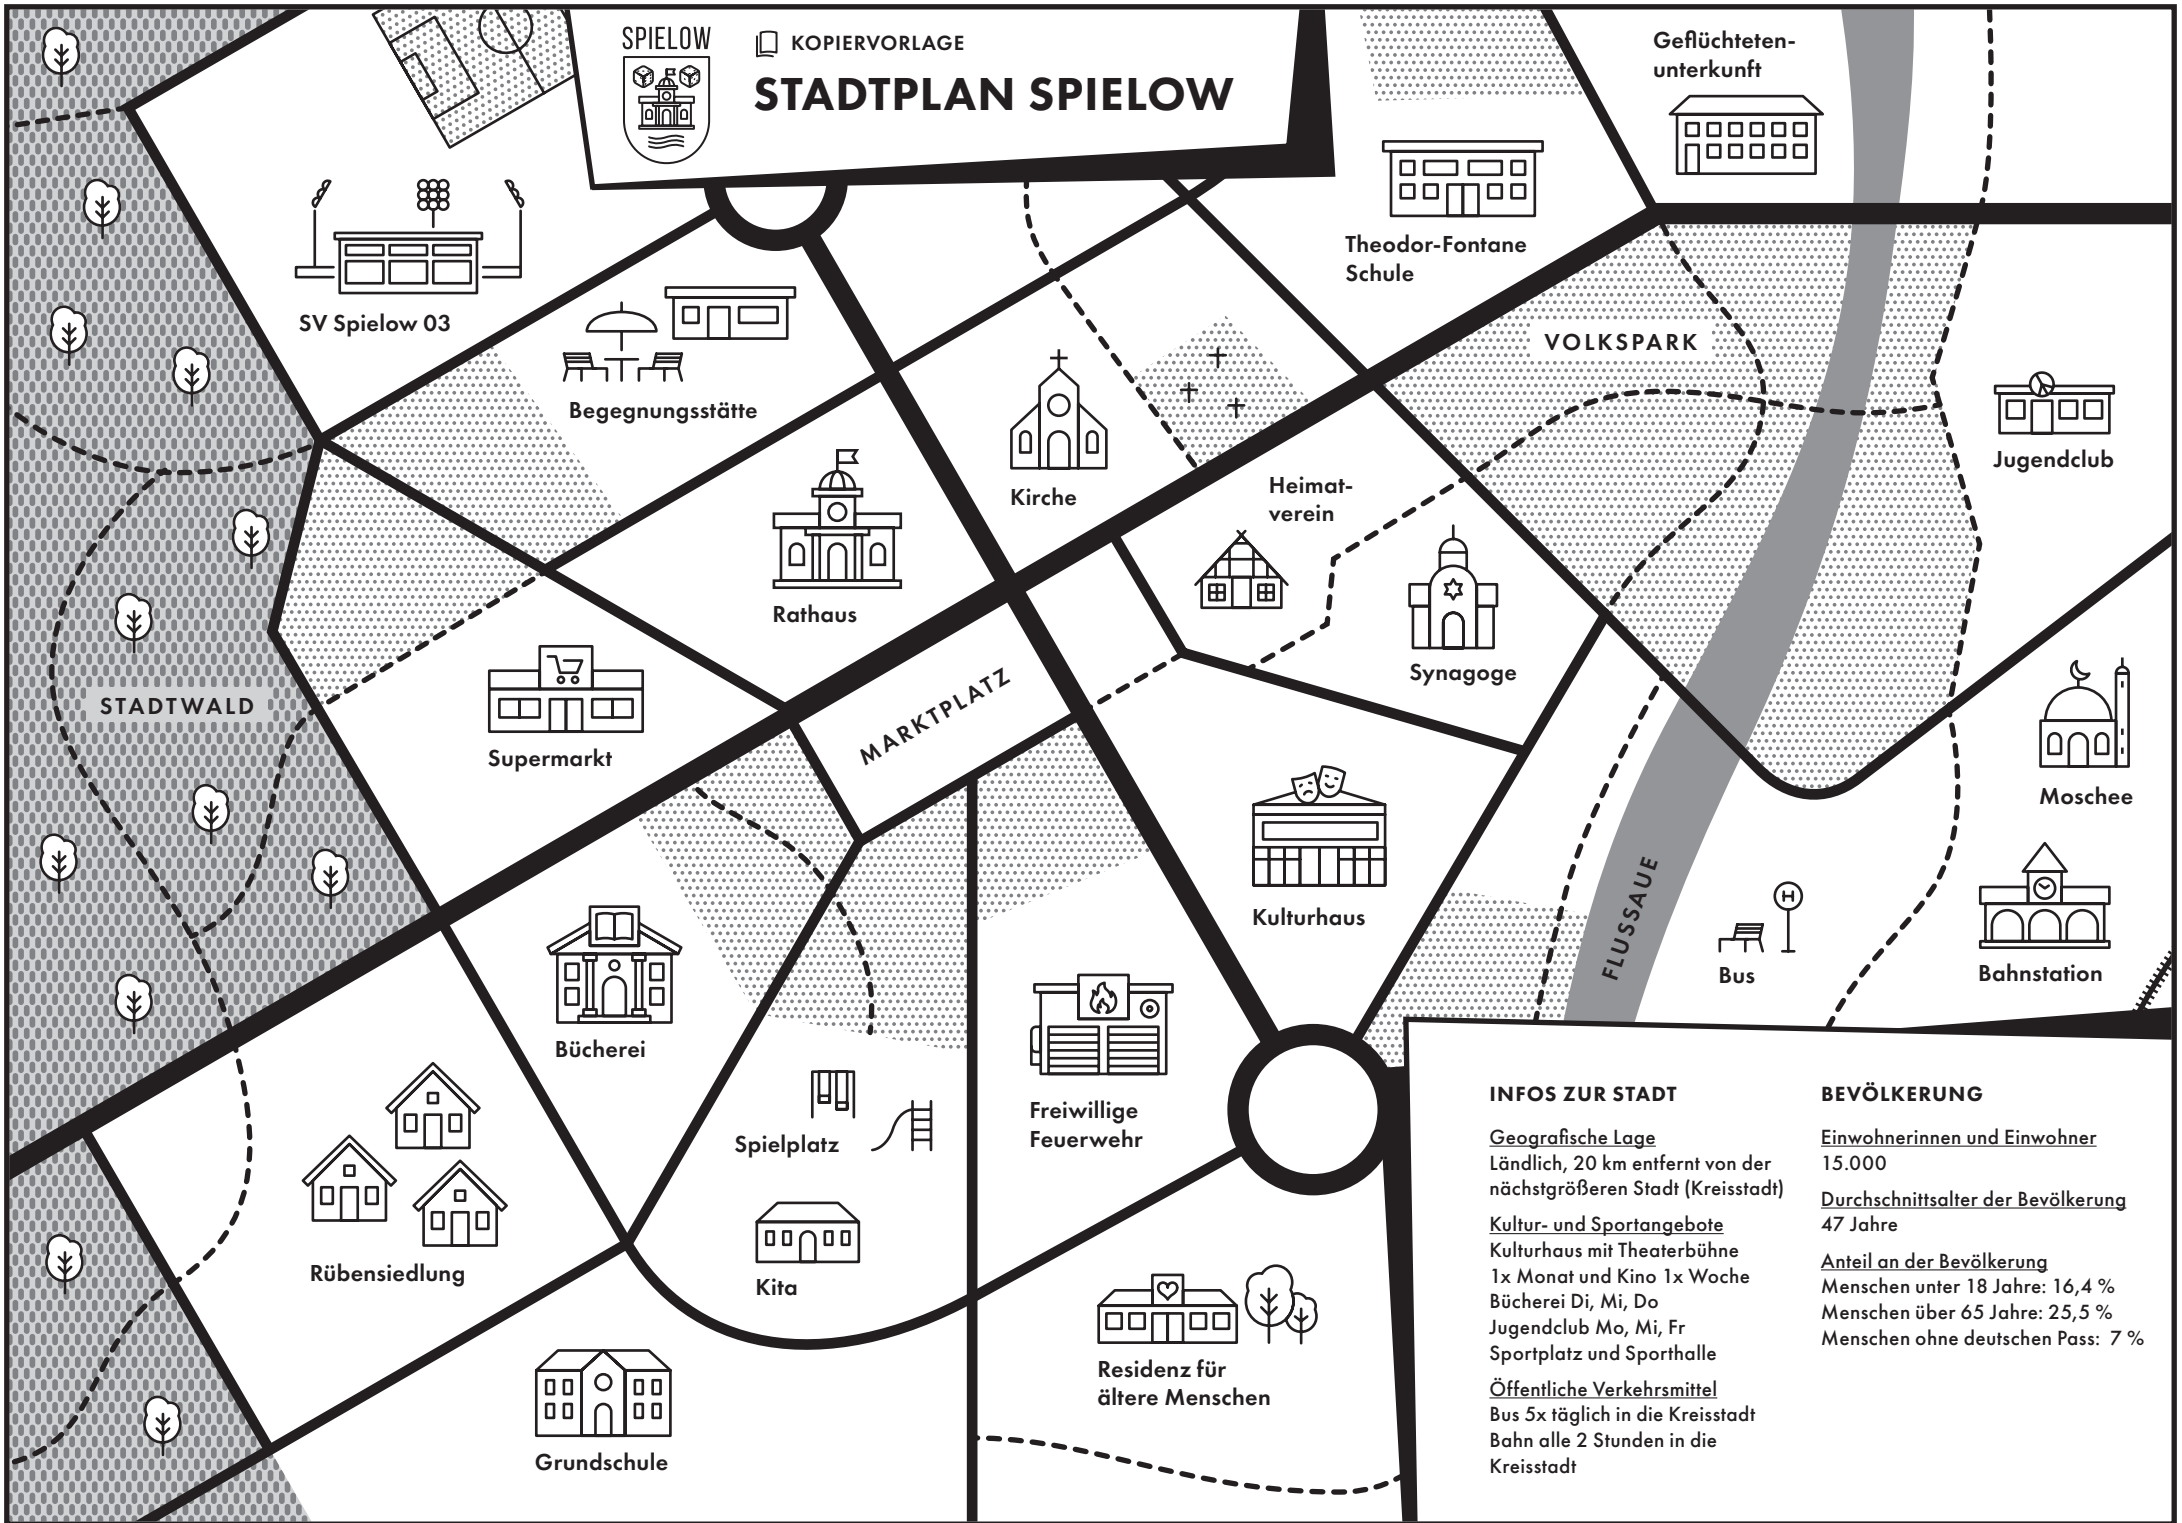 SPIELOW
KOPIERVORLAGE
STADTPLAN SPIELOW
Geflüchteten-
unterkunft
Theodor-Fontane
Schule
SV Spielow 03
VOLKSPARK
Begegnungsstätte
Jugendclub
Kirche
Heimat-
verein
Rathaus
Synagoge
STADTWALD
MARKTPLATZ
Supermarkt
Moschee
Kulturhaus
FLUSSAUE
H
Bus
Bahnstation
Bücherei
Freiwillige
Feuerwehr
Spielplatz
Rübensiedlung
Kita
Residenz für
ältere Menschen
Grundschule
INFOS ZUR STADT
Geografische Lage
Ländlich, 20 km entfernt von der
nächstgrößeren Stadt (Kreisstadt)
Kultur- und Sportangebote
Kulturhaus mit Theaterbühne
1x Monat und Kino 1x Woche
Bücherei Di, Mi, Do
Jugendclub Mo, Mi, Fr
Sportplatz und Sporthalle
Öffentliche Verkehrsmittel
Bus 5x täglich in die Kreisstadt
Bahn alle 2 Stunden in die
Kreisstadt
BEVÖLKERUNG
Einwohnerinnen und Einwohner
15.000
Durchschnittsalter der Bevölkerung
47 Jahre
Anteil an der Bevölkerung
Menschen unter 18 Jahre: 16,4 %
Menschen über 65 Jahre: 25,5 %
Menschen ohne deutschen Pass: 7 %